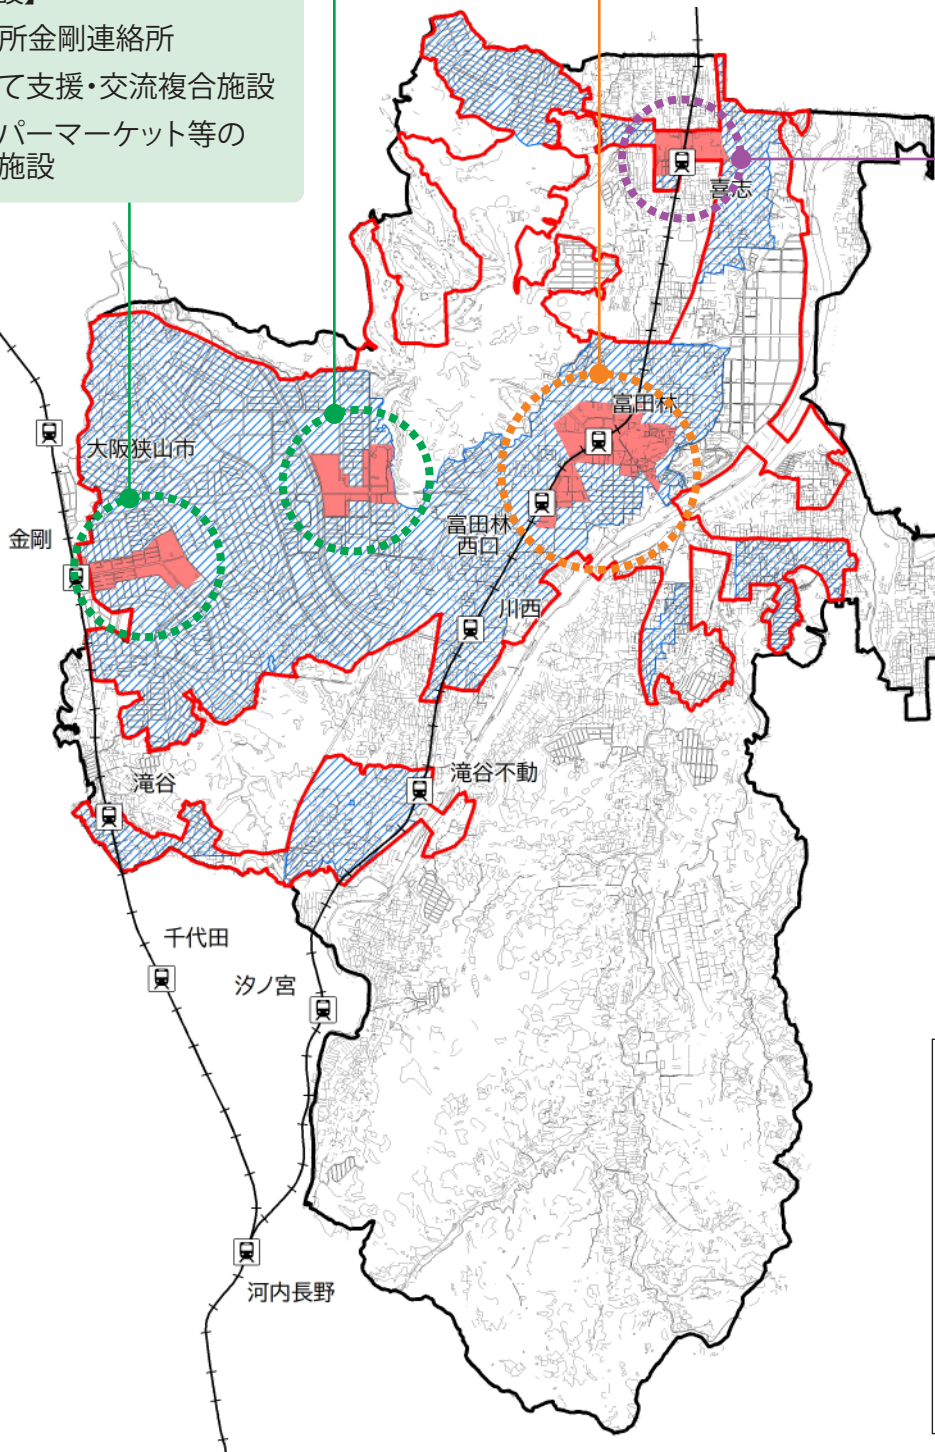 設】
所金剛連絡所
て支援・交流複合施設
パーマーケット等の
施設
喜志
富田林
大阪狭山市
富田林
西口
金剛
川西
滝谷不動
滝谷
千代田
汐ノ宮
河内長野